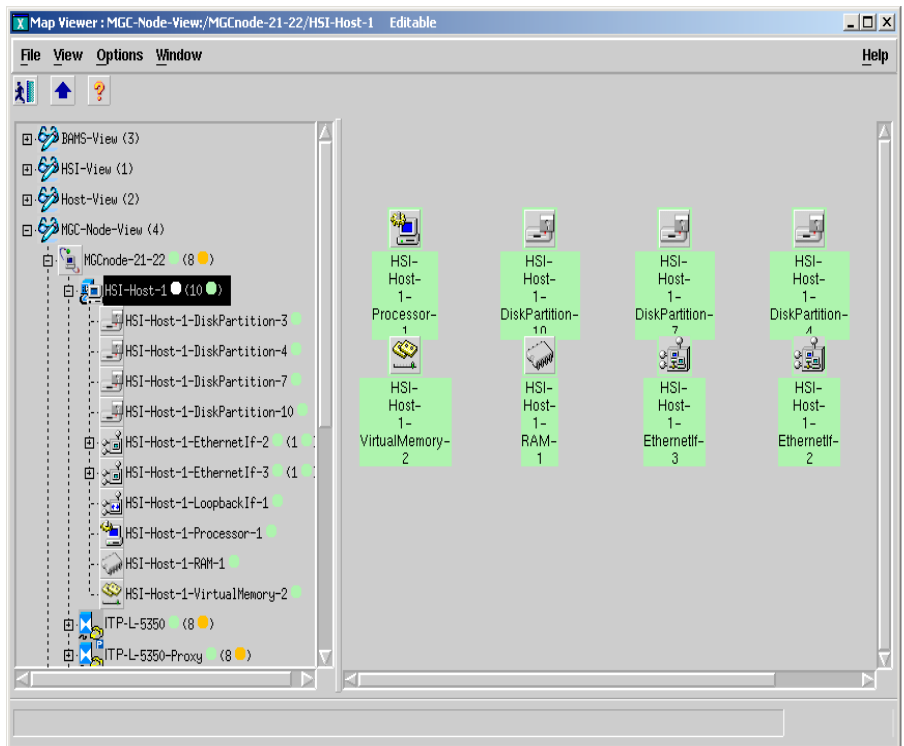 Map Viewer : MGC-Node-View:/MGCnode-21-22/HSI-Host-1 Editable
File View Options Window Help
BAMS-View (3)
HSI-View (1)
Host-View (2)
MGC-Node-View (4)
MGCnode-21-22 (8 )
HSI-Host-1 (10 )
HSI-Host-1-DiskPartition-3
HSI-Host-1-DiskPartition-4
HSI-Host-1-DiskPartition-7
HSI-Host-1-DiskPartition-10
HSI-Host-1-EthernetIf-2 (1
HSI-Host-1-EthernetIf-3 (1
HSI-Host-1-LoopbackIf-1
HSI-Host-1-Processor-1
HSI-Host-1-RAM-1
HSI-Host-1-VirtualMemory-2
ITP-L-5350 (8 )
ITP-L-5350-Proxy (8 )
HSI-
Host-
1-
Processor-
1
HSI-
Host-
1-
DiskPartition-
10
HSI-
Host-
1-
DiskPartition-
7
HSI-
Host-
1-
DiskPartition-
4
HSI-
Host-
1-
VirtualMemory-
2
HSI-
Host-
1-
RAM-
1
HSI-
Host-
1-
EthernetIf-
3
HSI-
Host-
1-
EthernetIf-
2